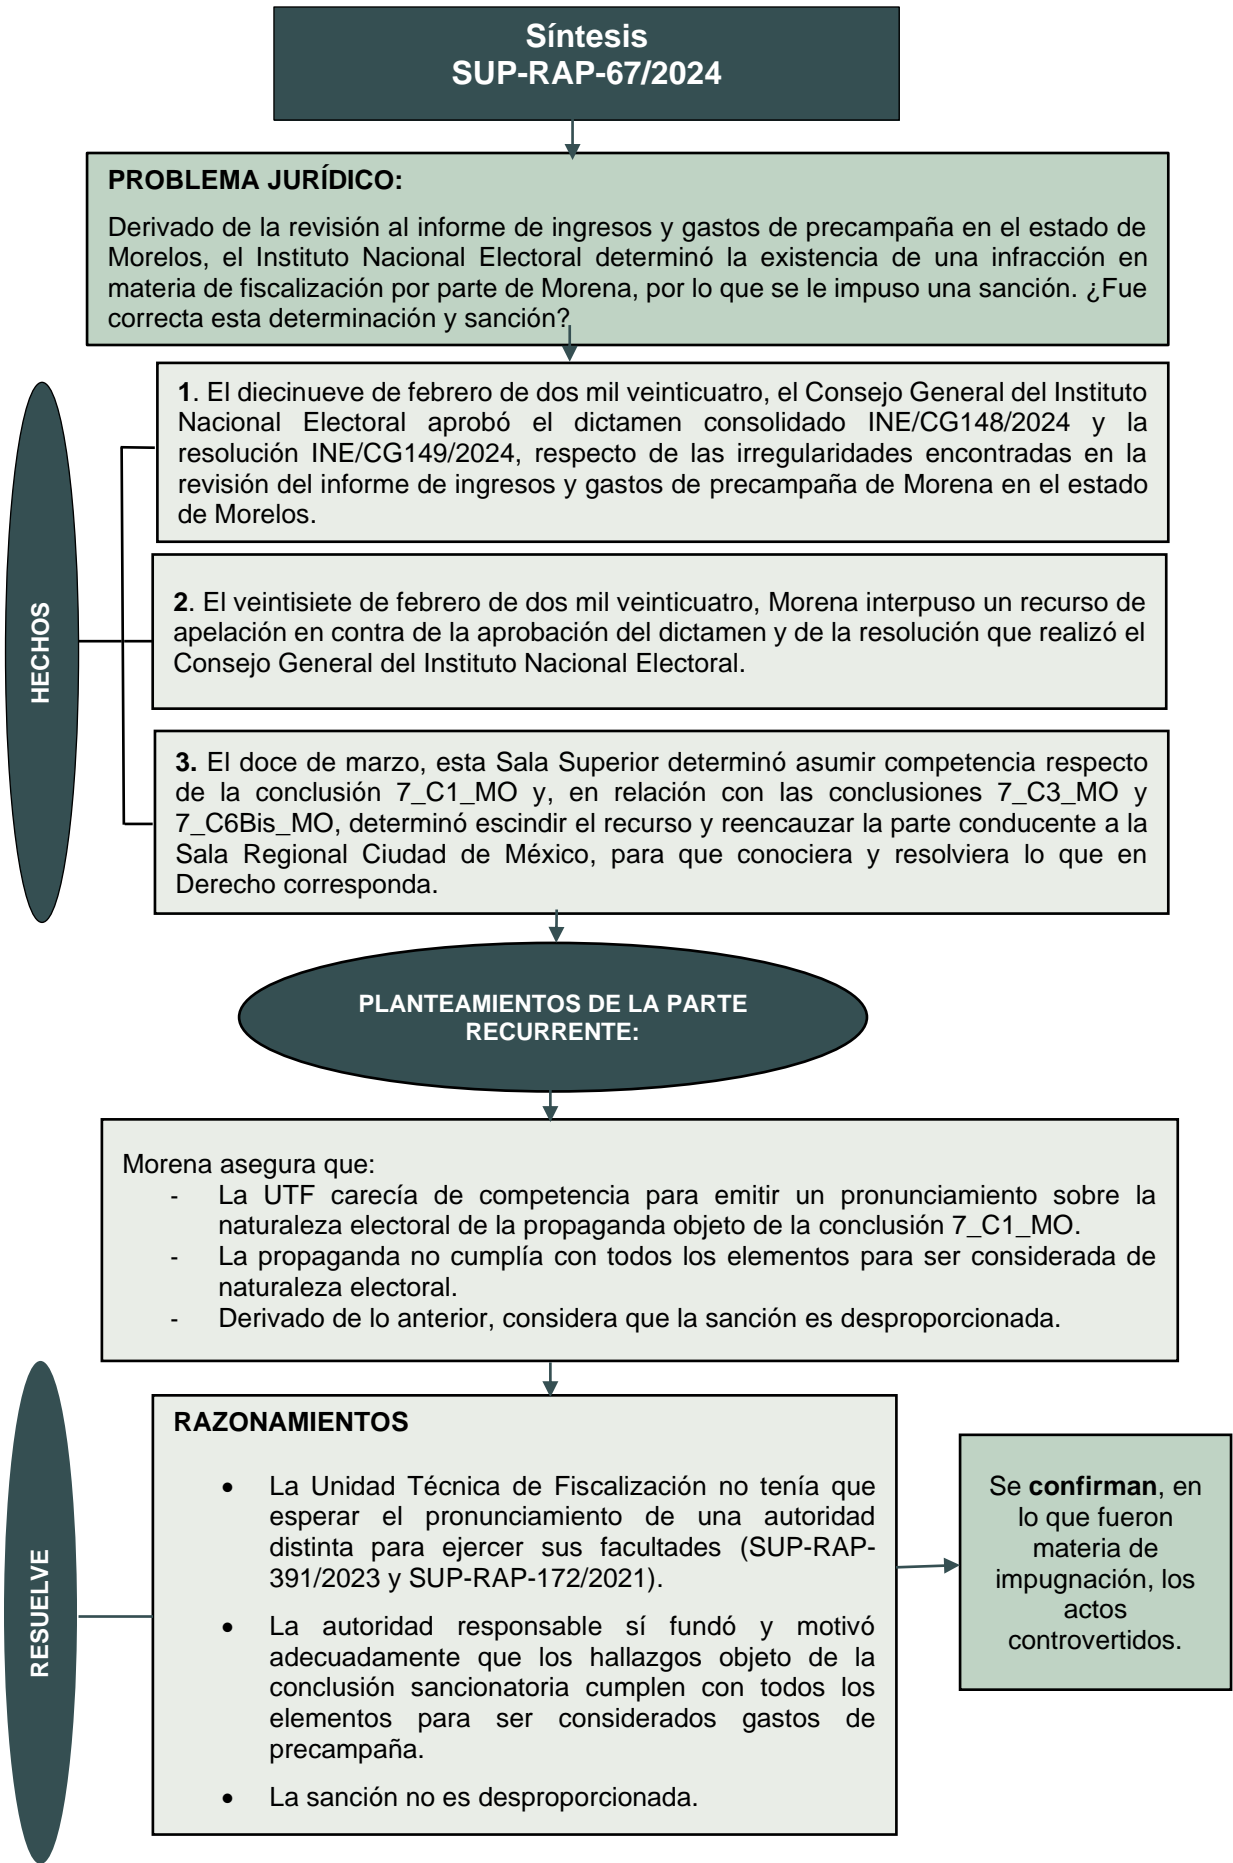 Síntesis
SUP-RAP-67/2024
PROBLEMA JURÍDICO:
Derivado de la revisión al informe de ingresos y gastos de precampaña en el estado de
Morelos, el Instituto Nacional Electoral determinó la existencia de una infracción en
materia de fiscalización por parte de Morena, por lo que se le impuso una sanción. ¿Fue
correcta esta determinación y sanción?
HECHOS
1. El diecinueve de febrero de dos mil veinticuatro, el Consejo General del Instituto
Nacional Electoral aprobó el dictamen consolidado INE/CG148/2024 y la
resolución INE/CG149/2024, respecto de las irregularidades encontradas en la
revisión del informe de ingresos y gastos de precampaña de Morena en el estado
de Morelos.
2. El veintisiete de febrero de dos mil veinticuatro, Morena interpuso un recurso de
apelación en contra de la aprobación del dictamen y de la resolución que realizó el
Consejo General del Instituto Nacional Electoral.
3. El doce de marzo, esta Sala Superior determinó asumir competencia respecto
de la conclusión 7_C1_MO y, en relación con las conclusiones 7_C3_MO y
7_C6Bis_MO, determinó escindir el recurso y reencauzar la parte conducente a la
Sala Regional Ciudad de México, para que conociera y resolviera lo que en
Derecho corresponda.
PLANTEAMIENTOS DE LA PARTE
RECURRENTE:
Morena asegura que:
- La UTF carecía de competencia para emitir un pronunciamiento sobre la
naturaleza electoral de la propaganda objeto de la conclusión 7_C1_MO.
- La propaganda no cumplía con todos los elementos para ser considerada de
naturaleza electoral.
- Derivado de lo anterior, considera que la sanción es desproporcionada.
RESUELVE
RAZONAMIENTOS
• La Unidad Técnica de Fiscalización no tenía que
esperar el pronunciamiento de una autoridad
distinta para ejercer sus facultades (SUP-RAP-
391/2023 y SUP-RAP-172/2021).
• La autoridad responsable sí fundó y motivó
adecuadamente que los hallazgos objeto de la
conclusión sancionatoria cumplen con todos los
elementos para ser considerados gastos de
precampaña.
• La sanción no es desproporcionada.
Se confirman, en
lo que fueron
materia de
impugnación, los
actos
controvertidos.